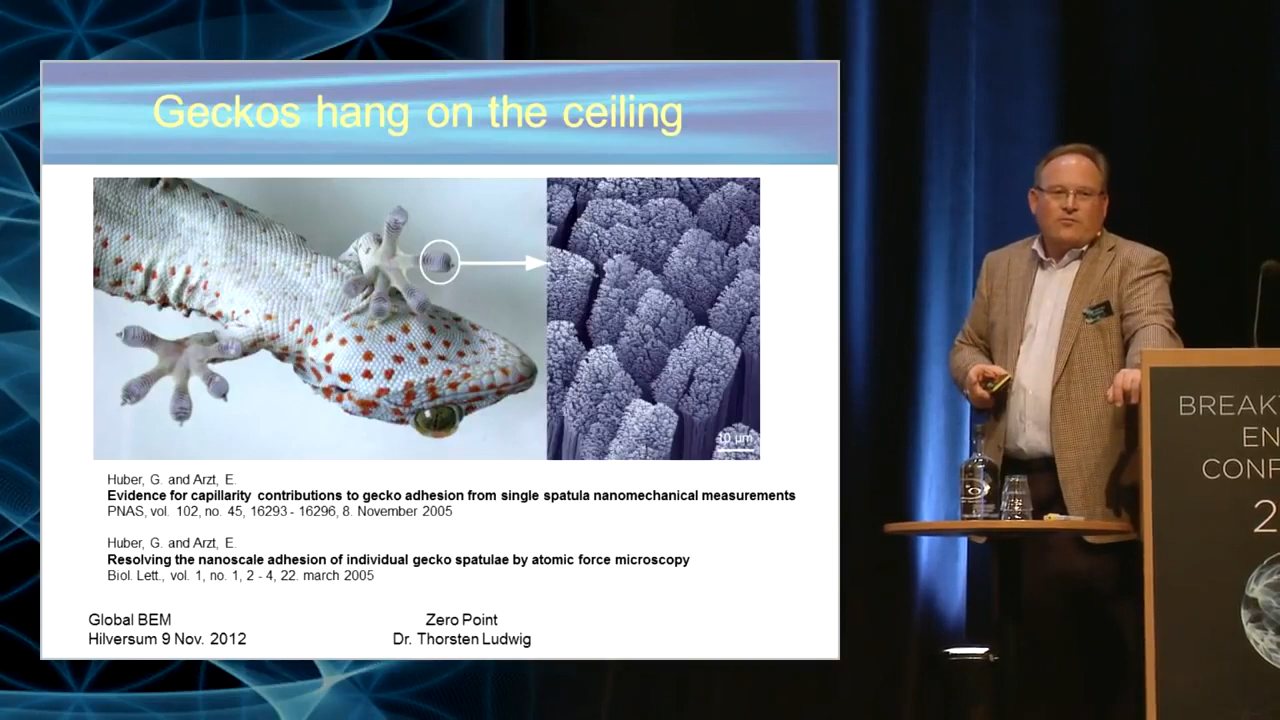 Geckos hang on the ceiling
10 µm
Huber, G. and Arzt, E.
Evidence for capillarity contributions to gecko adhesion from single spatula nanomechanical measurements
PNAS, vol. 102, no. 45, 16293 - 16296, 8. November 2005
Huber, G. and Arzt, E.
Resolving the nanoscale adhesion of individual gecko spatulae by atomic force microscopy
Biol. Lett., vol. 1, no. 1, 2 - 4, 22. march 2005
Global BEM
Hilversum 9 Nov. 2012
Zero Point
Dr. Thorsten Ludwig
BREAK
EN
CONF
2